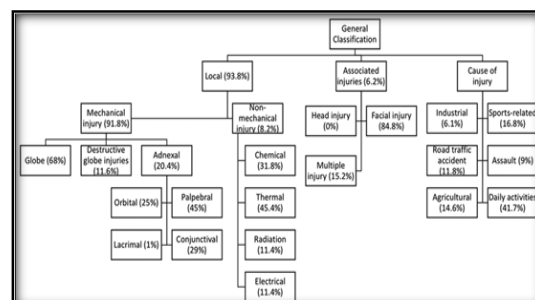 General
Classification
Local (93.8%)
Associated
injuries (6.2%)
Cause of
injury
Mechanical
injury (91.8%)
Non-
mechanical
injury (8.2%)
Head injury
(0%)
Facial injury
(84.8%)
Industrial
(6.1%)
Sports-related
(16.8%)
Globe (68%)
Destructive
globe injuries
(11.6%)
Adnexal
(20.4%)
Chemical
(31.8%)
Multiple
injury (15.2%)
Road traffic
accident
(11.8%)
Assault (9%)
Orbital (25%)
Palpebral
(45%)
Thermal
(45.4%)
Agricultural
(14.6%)
Daily activities
(41.7%)
Lacrimal (1%)
Conjunctival
(29%)
Radiation
(11.4%)
Electrical
(11.4%)